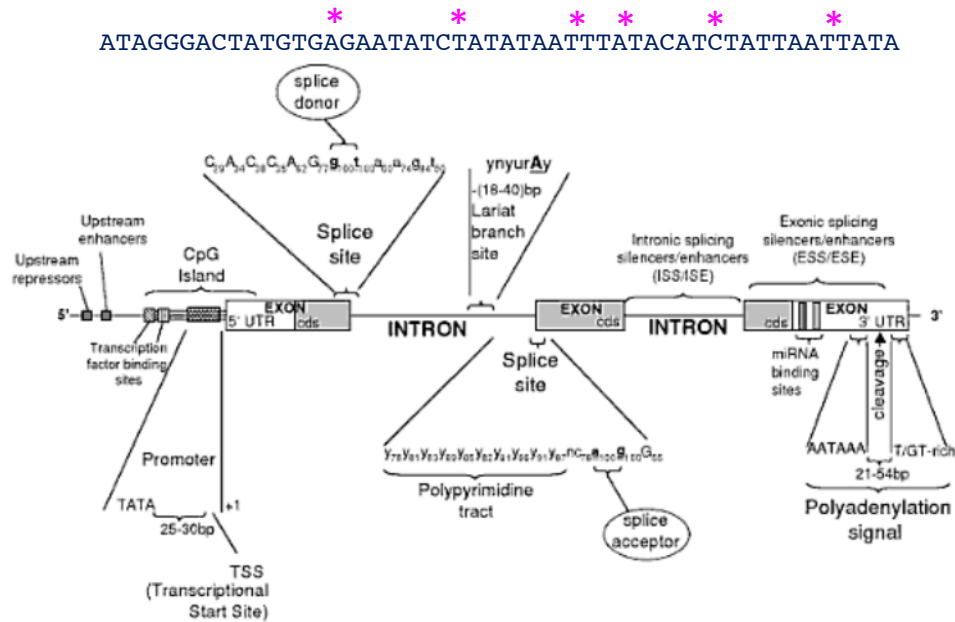 * * * * * *
ATAGGGACTATGTGAGAATATCTATATAATTTATACATCTATTAATTATA
splice
donor
C29A34C38C35A62G77g100t100a60a74g84t50
ynyurAy
-(18-40)bp
Lariat
branch
site
Splice
site
Upstream
enhancers
Upstream
repressors
CpG
Island
Intronic splicing
silencers/enhancers
(ISS/ISE)
Exonic splicing
silencers/enhancers
(ESS/ESE)
5'
EXON
5' UTR
cds
INTRON
EXON
cds
INTRON
cds
EXON
3' UTR
3'
Transcription
factor binding
sites
Splice
site
miRNA
binding
sites
cleavage
Promoter
TATA
+1
25-30bp
TSS
(Transcriptional
Start Site)
nc78a100g100G55
Polypyrimidine
tract
splice
acceptor
AATAAA
T/GT-rich
21-54bp
Polyadenylation
signal